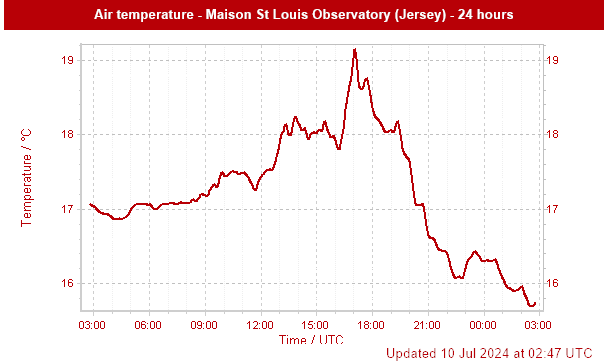 Air temperature - Maison St Louis Observatory (Jersey) - 24 hours
19 19
18 18
17 17
16 16
Temperature / °C
03:00 06:00 09:00 12:00 15:00 18:00 21:00 00:00 03:00
Time / UTC
Updated 10 Jul 2024 at 02:47 UTC